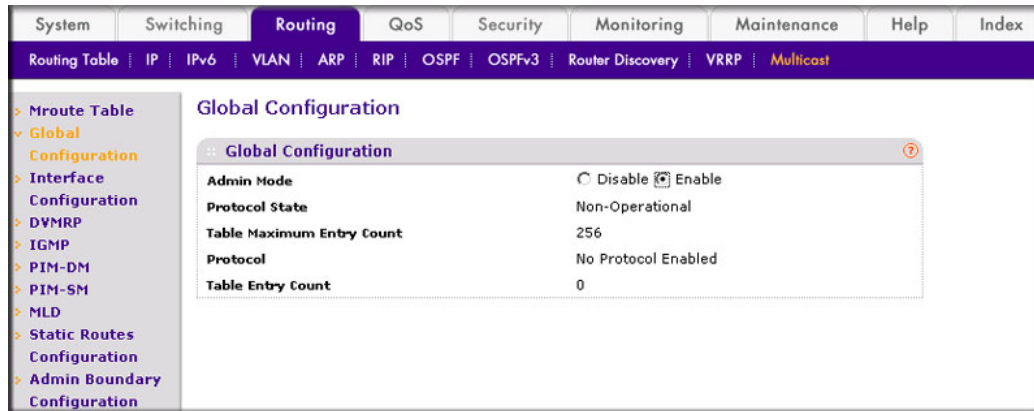 System Switching Routing QoS Security Monitoring Maintenance Help Index
Routing Table IP IPv6 VLAN ARP RIP OSPF OSPFv3 Router Discovery VRRP Multicast
Mroute Table
Global
Configuration
Interface
Configuration
DVMRP
IGMP
PIM-DM
PIM-SM
MLD
Static Routes
Configuration
Admin Boundary
Configuration
Global Configuration
Global Configuration ?
Admin Mode Disable Enable
Protocol State Non-Operational
Table Maximum Entry Count 256
Protocol No Protocol Enabled
Table Entry Count 0